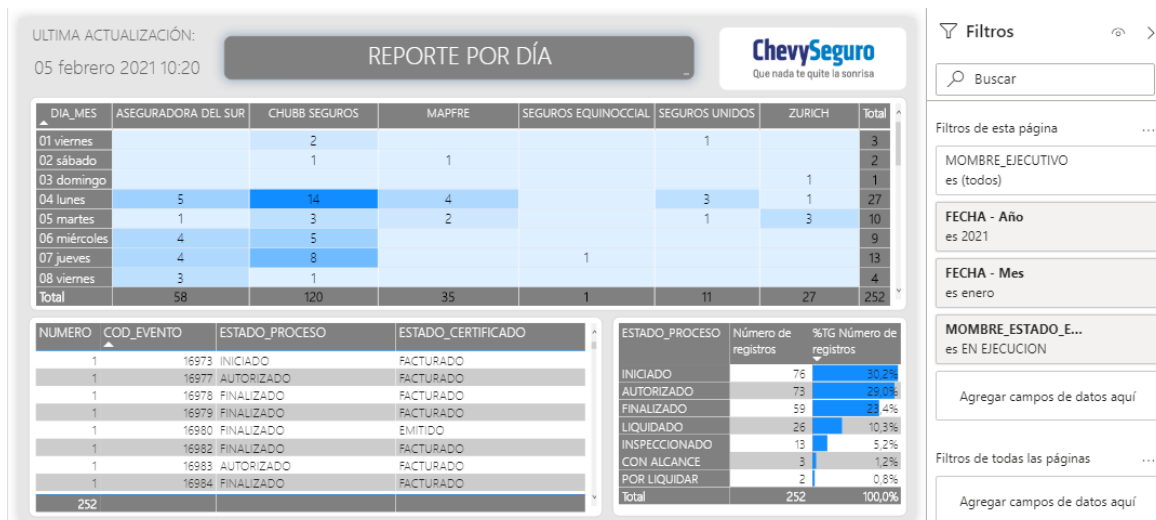 ULTIMA ACTUALIZACIÓN:
05 febrero 2021 10:20
REPORTE POR DÍA
ChevySeguro
Que nada te quite la sonrisa
DIA_MES ASEGURADORA DEL SUR CHUBB SEGUROS MAPFRE SEGUROS EQUINOCCIAL SEGUROS UNIDOS ZURICH Total
01 viernes 2 1 3
02 sábado 1 1 2
03 domingo 1 1
04 lunes 5 14 4 3 1 27
05 martes 1 3 2 1 3 10
06 miércoles 4 5 9
07 jueves 4 8 1 13
08 viernes 3 1 4
Total 58 120 35 1 11 27 252
NUMERO COD_EVENTO ESTADO_PROCESO ESTADO_CERTIFICADO
1 16973 INICIADO FACTURADO
1 16977 AUTORIZADO FACTURADO
1 16978 FINALIZADO FACTURADO
1 16979 FINALIZADO FACTURADO
1 16980 FINALIZADO EMITIDO
1 16982 FINALIZADO FACTURADO
1 16983 AUTORIZADO FACTURADO
1 16984 FINALIZADO FACTURADO
252
ESTADO_PROCESO Número de registros %TG Número de registros
INICIADO 76 30,2%
AUTORIZADO 73 29,0%
FINALIZADO 59 23,4%
LIQUIDADO 26 10,3%
INSPECCIONADO 13 5,2%
CON ALCANCE 3 1,2%
POR LIQUIDAR 2 0,8%
Total 252 100,0%
Filtros
Buscar
Filtros de esta página
MOMBRE_EJECUTIVO
es (todos)
FECHA - Año
es 2021
FECHA - Mes
es enero
MOMBRE_ESTADO_E...
es EN EJECUCION
Agregar campos de datos aquí
Filtros de todas las páginas
Agregar campos de datos aquí